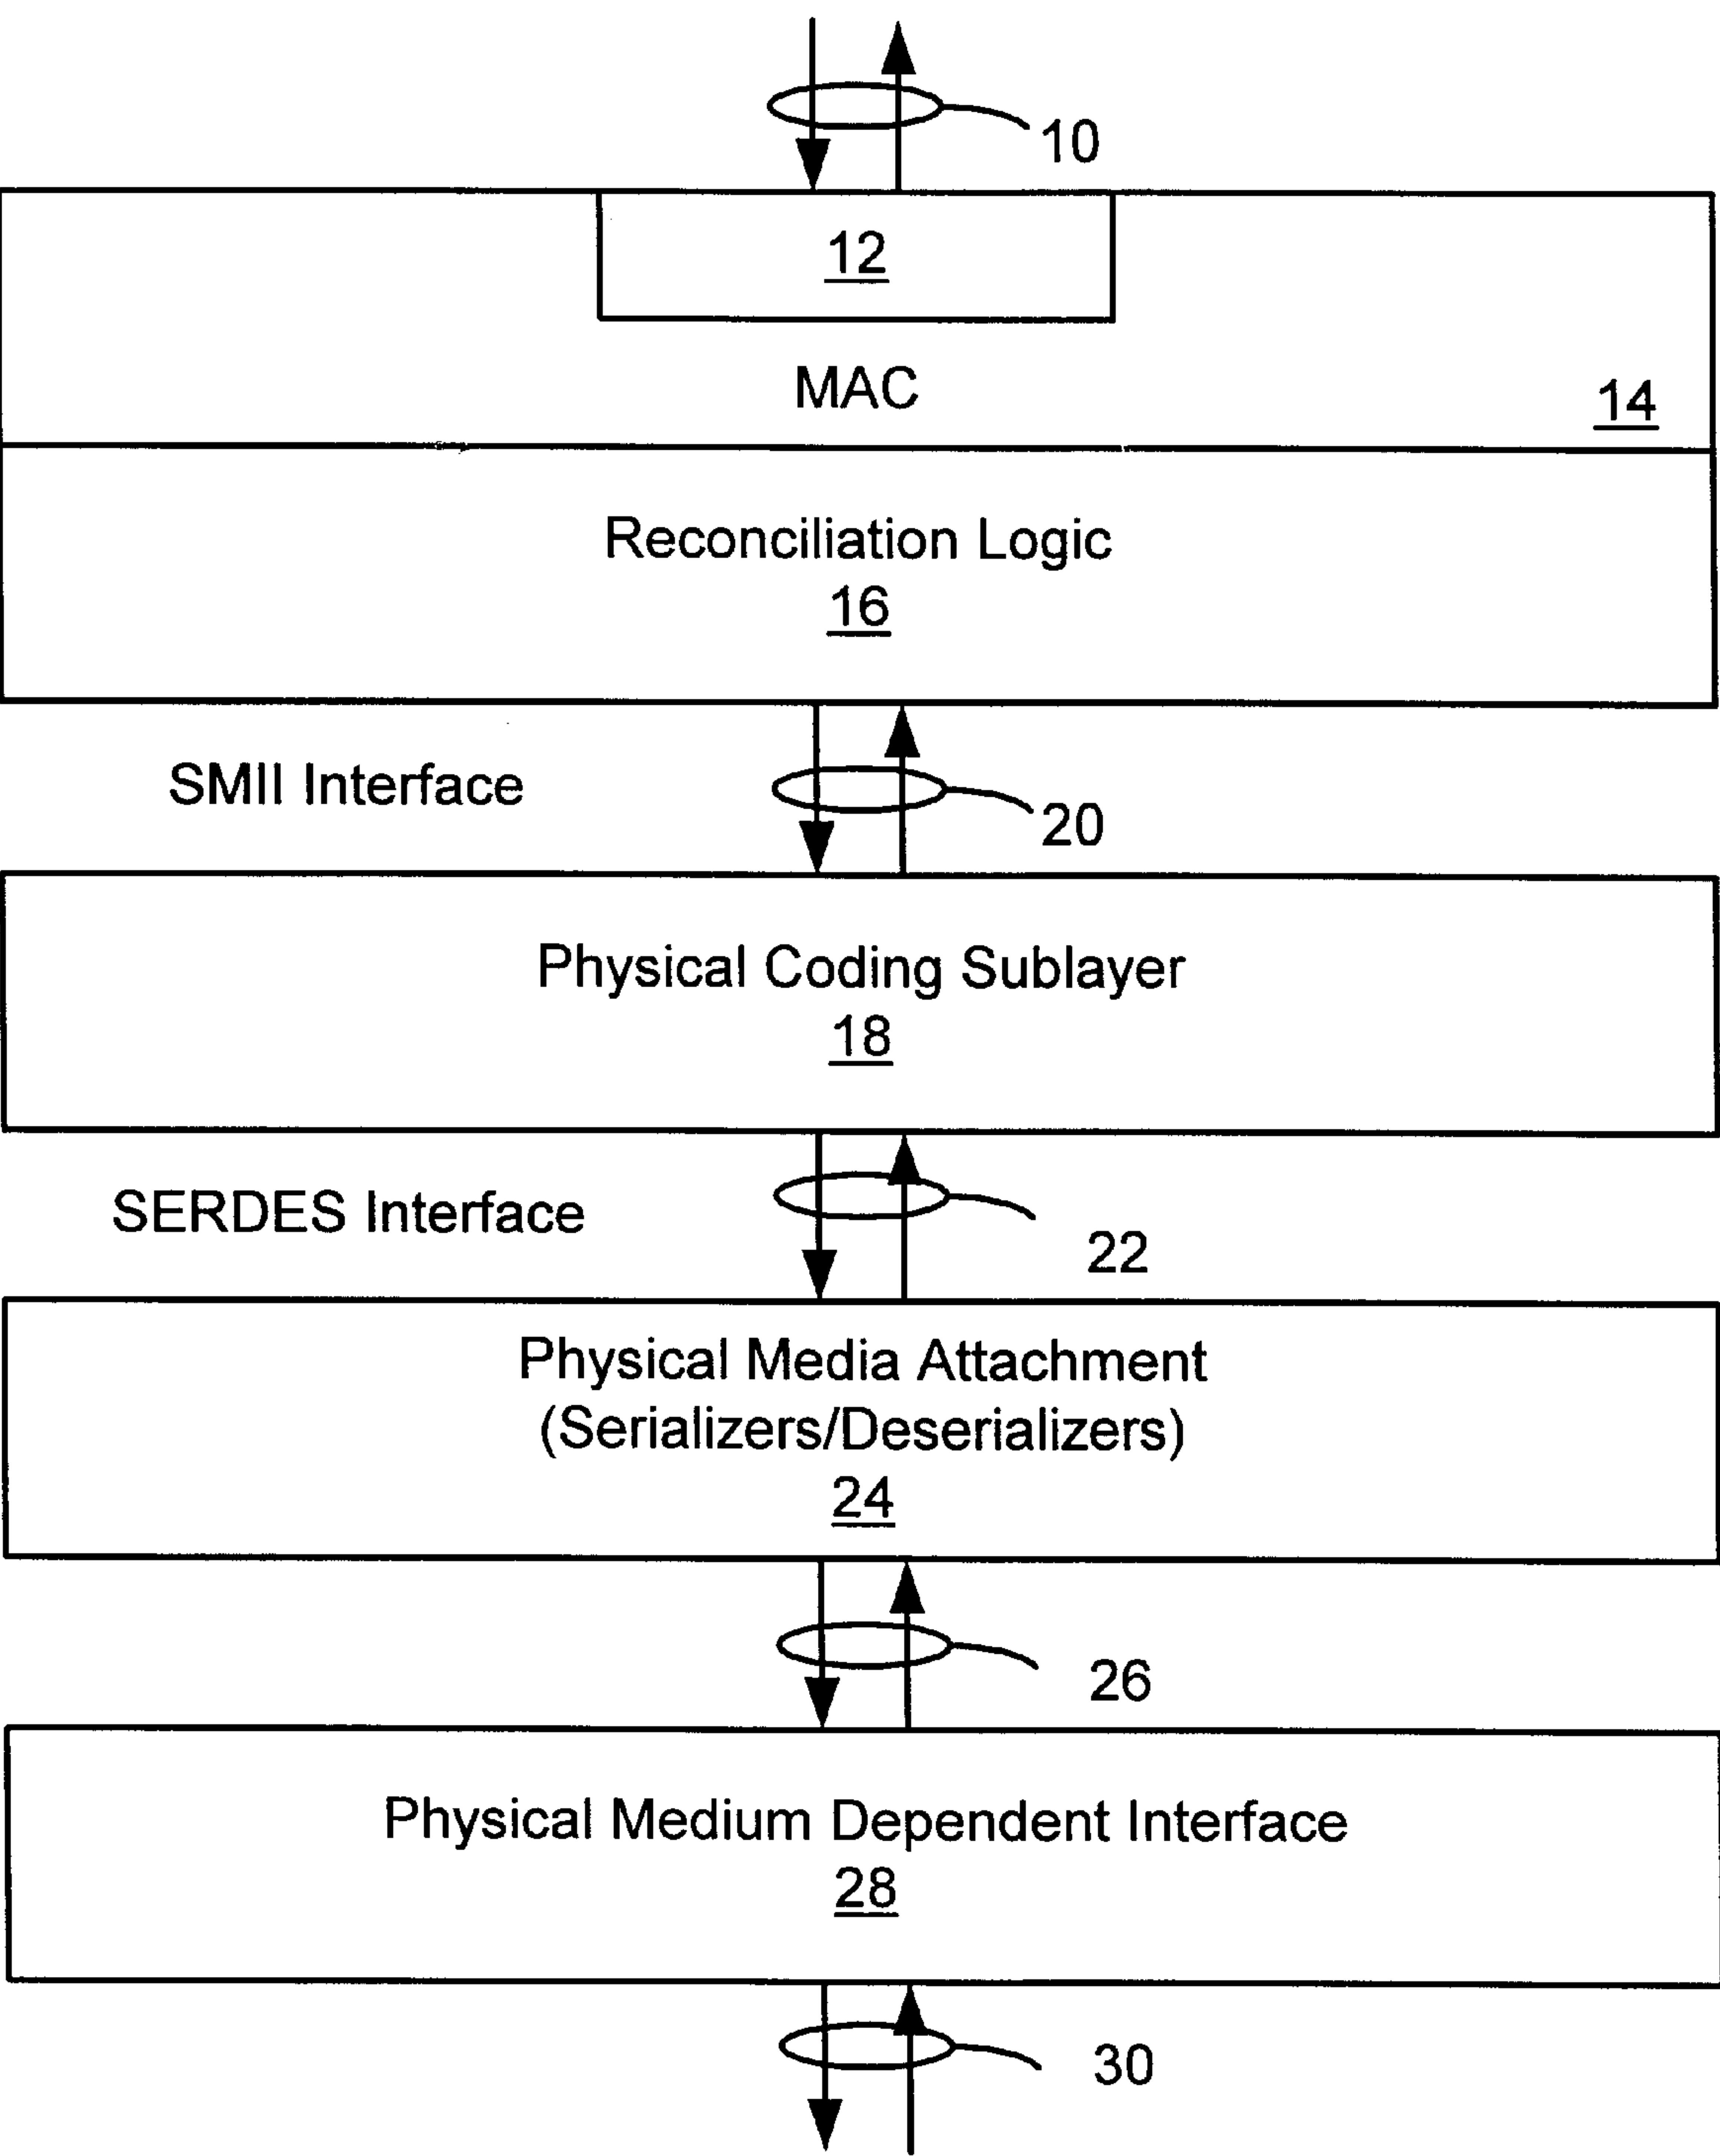 10
12
MAC
14
Reconciliation Logic
16
SMII Interface
20
Physical Coding Sublayer
18
SERDES Interface
22
Physical Media Attachment
(Serializers/Deserializers)
24
26
Physical Medium Dependent Interface
28
30